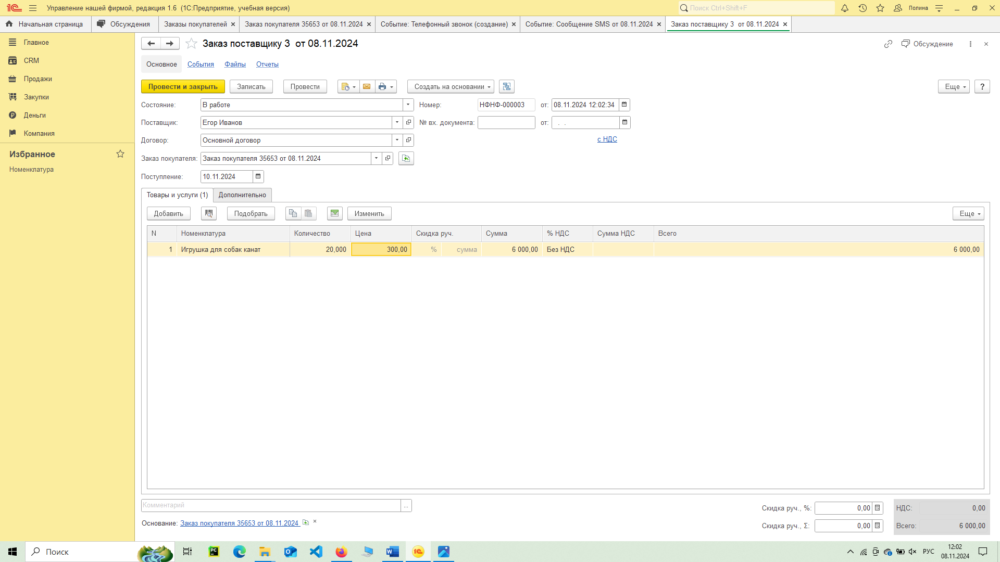 Управление нашей фирмой, редакция 1.6 (1С:Предприятие, учебная версия)
Поиск Ctrl+Shift+F
Полина
Начальная страница
Обсуждения
Заказы покупателей
Заказ покупателя 35653 от 08.11.2024
Событие: Телефонный звонок (создание)
Событие: Сообщение SMS от 08.11.2024
Заказ поставщику 3 от 08.11.2024
Главное
CRM
Продажи
Закупки
Деньги
Компания
Избранное
Номенклатура
Заказ поставщику 3 от 08.11.2024
Обсуждение
Основное
События
Файлы
Отчеты
Провести и закрыть
Записать
Провести
Создать на основании
Еще
?
Состояние: В работе
Номер: НФНФ-000003 от: 08.11.2024 12:02:34
Поставщик: Егор Иванов
№ вх. документа: от: . .
Договор: Основной договор
с НДС
Заказ покупателя: Заказ покупателя 35653 от 08.11.2024
Поступление: 10.11.2024
Товары и услуги (1)
Дополнительно
Добавить
Подобрать
Изменить
Еще
N Номенклатура Количество Цена Скидка руч. Сумма % НДС Сумма НДС Всего
1 Игрушка для собак канат 20,000 300,00 % сумма 6 000,00 Без НДС 6 000,00
Комментарий
...
Основание: Заказ покупателя 35653 от 08.11.2024
Скидка руч., %: 0,00
НДС: 0,00
Скидка руч., Σ: 0,00
Всего: 6 000,00
Поиск
РУС
12:02
08.11.2024